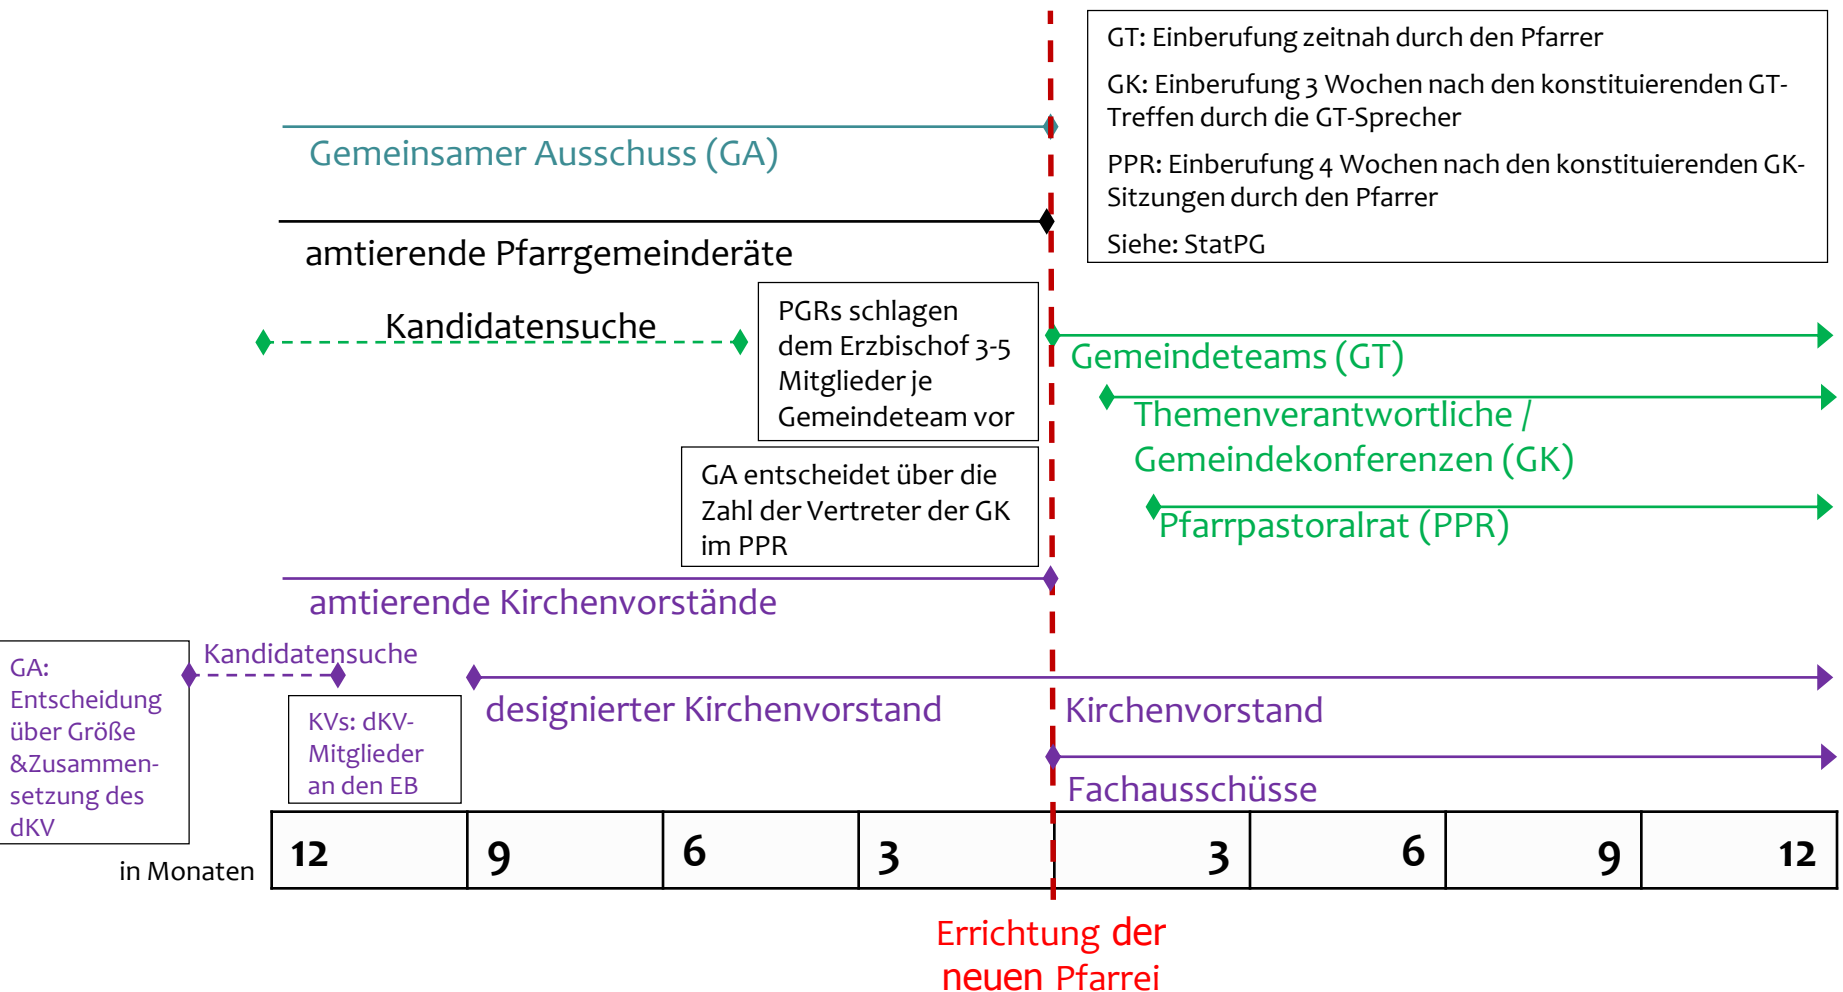 GT: Einberufung zeitnah durch den Pfarrer
GK: Einberufung 3 Wochen nach den konstituierenden GT-
Treffen durch die GT-Sprecher
PPR: Einberufung 4 Wochen nach den konstituierenden GK-
Sitzungen durch den Pfarrer
Siehe: StatPG
Gemeinsamer Ausschuss (GA)
amtierende Pfarrgemeinderäte
Kandidatensuche
PGRs schlagen
dem Erzbischof 3-5
Mitglieder je
Gemeindeteam vor
Gemeindeteams (GT)
Themenverantwortliche /
Gemeindekonferenzen (GK)
GA entscheidet über die
Zahl der Vertreter der GK
im PPR
Pfarrpastoralrat (PPR)
amtierende Kirchenvorstände
GA:
Entscheidung
über Größe
&Zusammen-
setzung des
dKV
Kandidatensuche
KVs: dKV-
Mitglieder
an den EB
designierter Kirchenvorstand
Kirchenvorstand
Fachausschüsse
in Monaten
12 9 6 3 3 6 9 12
Errichtung der
neuen Pfarrei